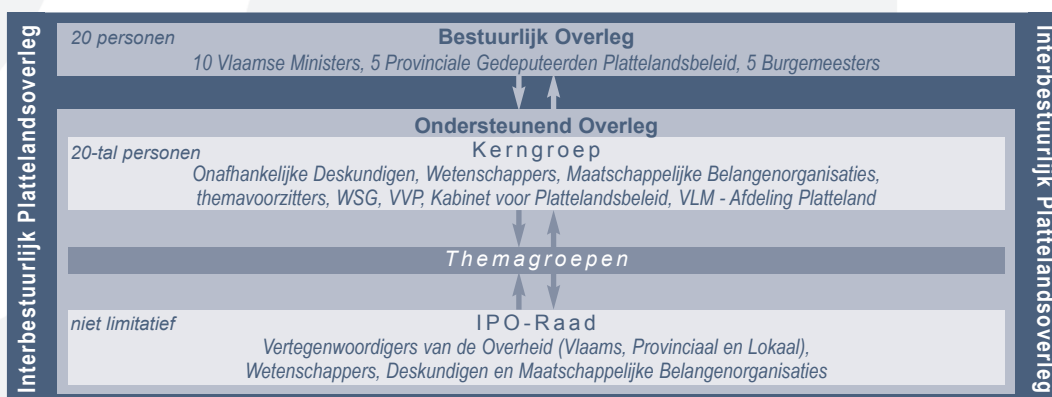 Interbestuurlijk Plattelandsoverleg
20 personen
Bestuurlijk Overleg
10 Vlaamse Ministers, 5 Provinciale Gedeputeerden Plattelandsbeleid, 5 Burgemeesters
Ondersteunend Overleg
20-tal personen
Kerngroep
Onafhankelijke Deskundigen, Wetenschappers, Maatschappelijke Belangenorganisaties,
themavoorzitters, WSG, VVP, Kabinet voor Plattelandsbeleid, VLM - Afdeling Platteland
Themagroepen
niet limitatief
IPO-Raad
Vertegenwoordigers van de Overheid (Vlaams, Provinciaal en Lokaal),
Wetenschappers, Deskundigen en Maatschappelijke Belangenorganisaties
Interbestuurlijk Plattelandsoverleg